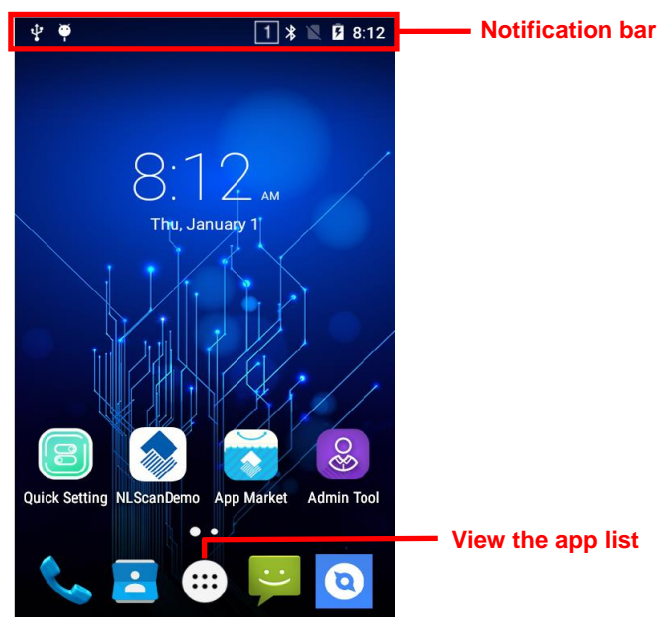 1 8:12
Notification bar
8:12 AM
Thu, January 1
Quick Setting NLScanDemo App Market Admin Tool
View the app list